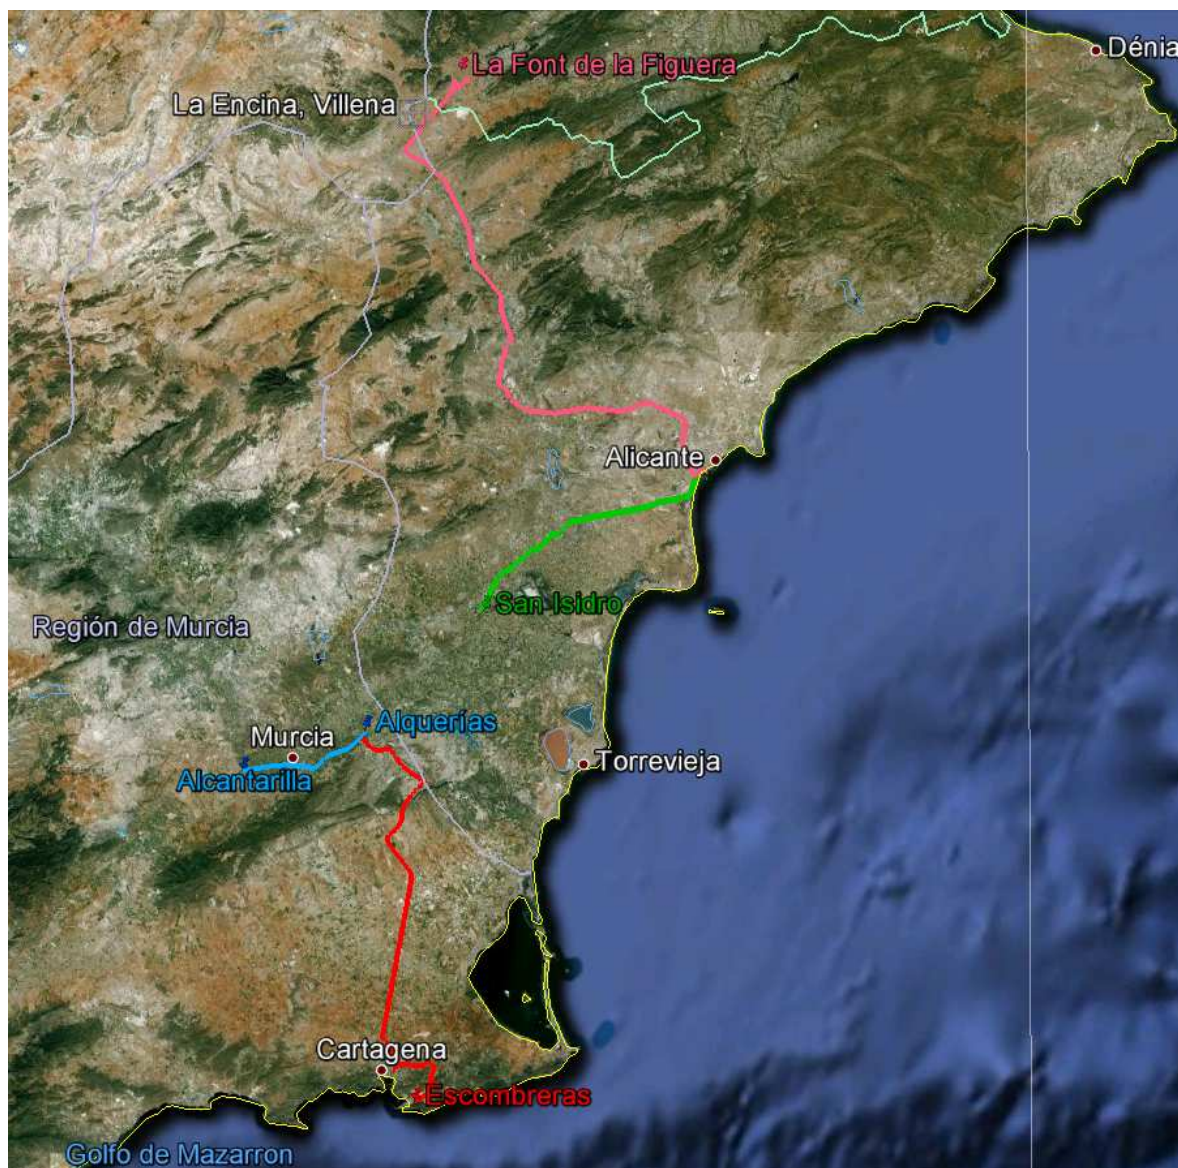 Dénia
La Font de la Figuera
La Encina, Villena
Alicante
San Isidro
Región de Murcia
Alquerías
Murcia
Torrevieja
Alcantarilla
Cartagena
Escombreras
Golfo de Mazarron